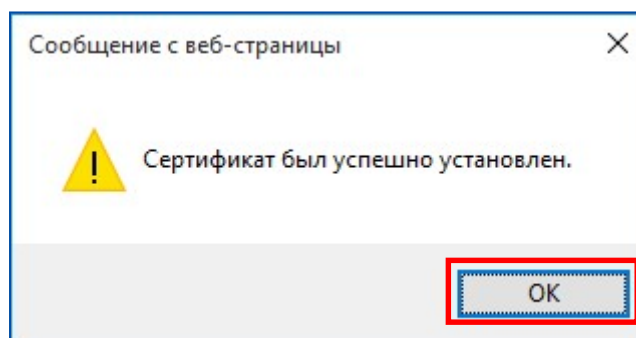 Сообщение с веб-страницы
Сертификат был успешно установлен.
OK